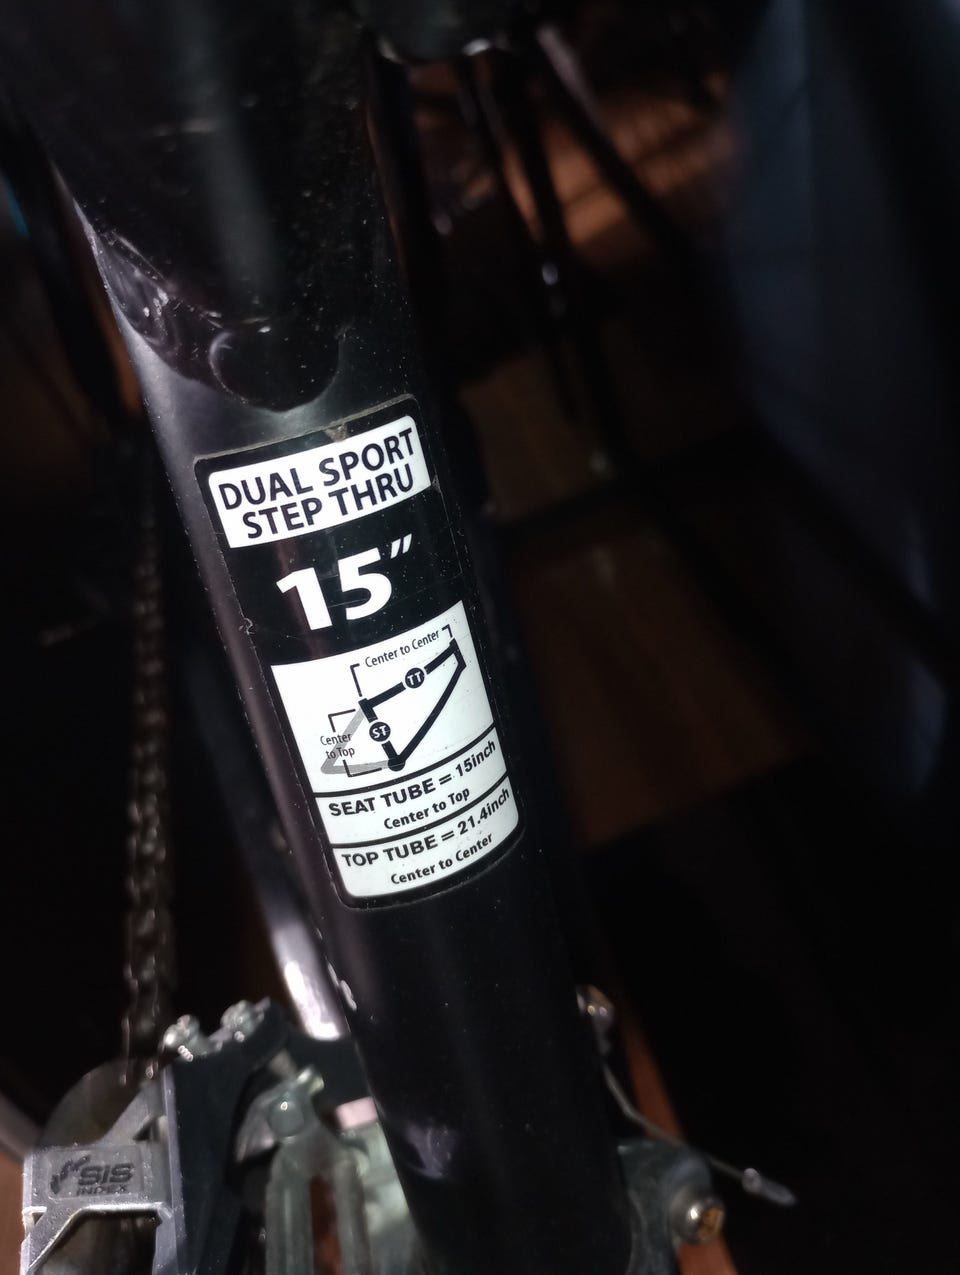 DUAL SPORT
STEP THRU
15"
Center to Center
TT
ST
Center
to Top
SEAT TUBE = 15inch
Center to Top
TOP TUBE = 21.4inch
Center to Center
SIS
INDEX